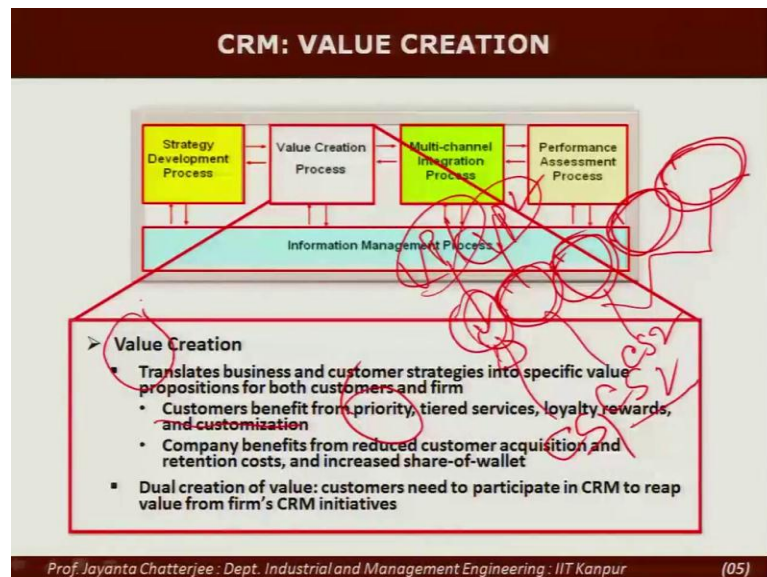 CRM: VALUE CREATION
Strategy
Development
Process
Value Creation
Process
Multi-channel
Integration
Process
Performance
Assessment
Process
Information Management Process
➢ Value Creation
▪ Translates business and customer strategies into specific value
propositions for both customers and firm
• Customers benefit from priority, tiered services, loyalty rewards,
and customization
• Company benefits from reduced customer acquisition and
retention costs, and increased share-of-wallet
▪ Dual creation of value: customers need to participate in CRM to reap
value from firm's CRM initiatives
CS2
CS1
Prof. Jayanta Chatterjee : Dept. Industrial and Management Engineering : IIT Kanpur (05)